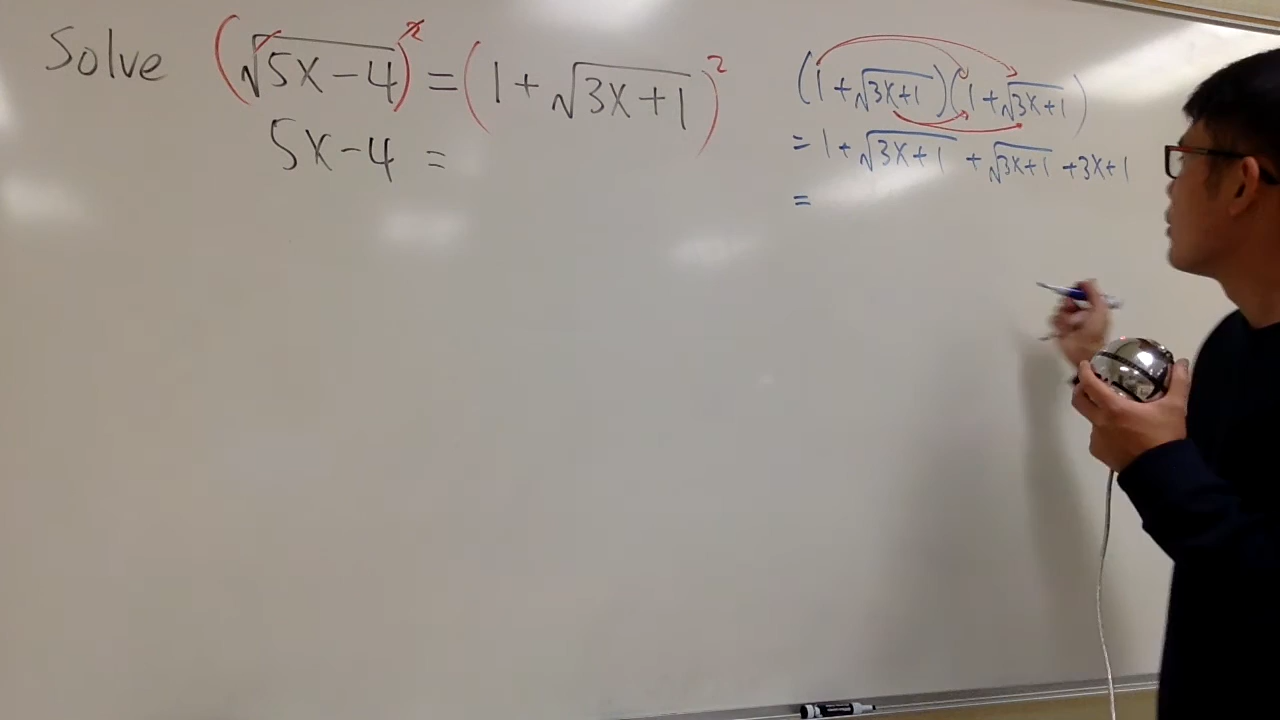 Solve (√(5x-4))² = (1+√(3x+1))²
5x-4 =
(1+√(3x+1))(1+√(3x+1))
= 1+√(3x+1) + √(3x+1) +3x+1
=